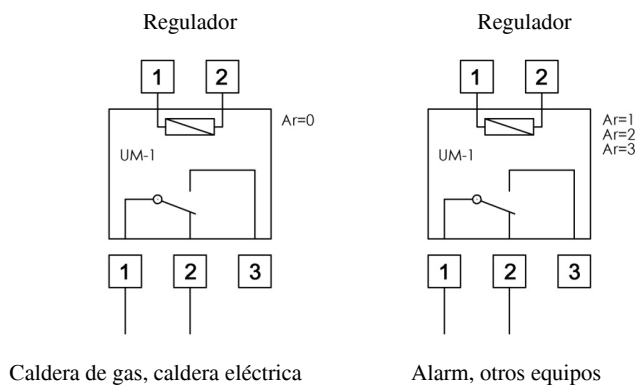 Regulador
1 2
Ar=0
UM-1
1 2 3
Caldera de gas, caldera eléctrica
Regulador
1 2
Ar=1
Ar=2
Ar=3
UM-1
1 2 3
Alarm, otros equipos